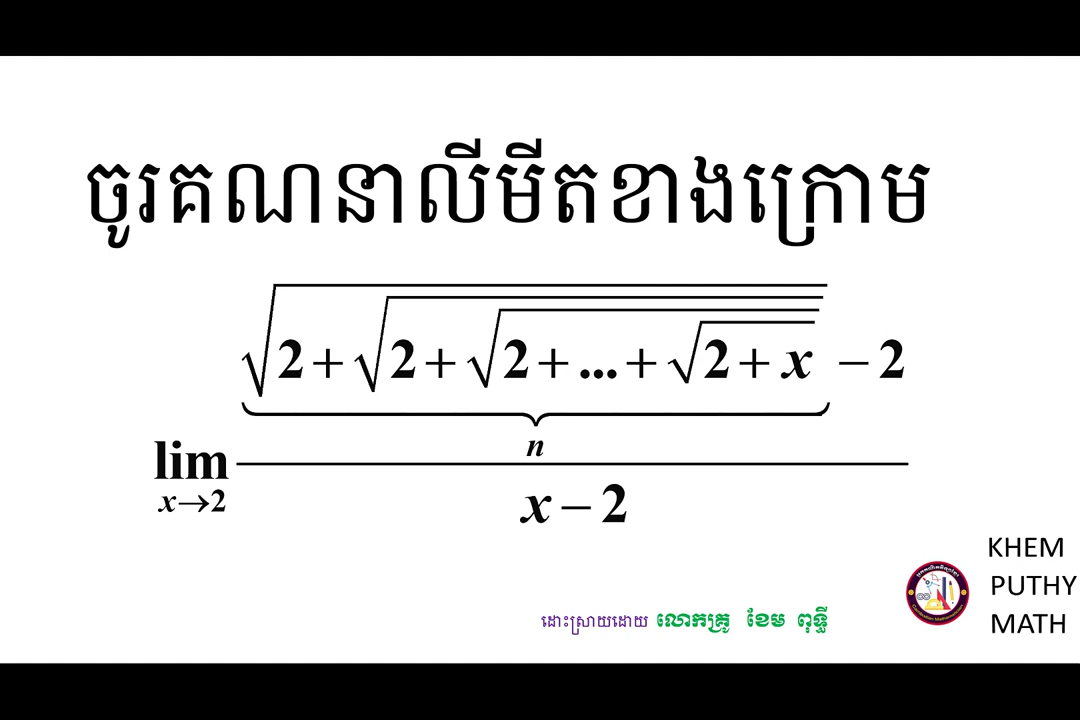 ចូរគណនាលីមីតខាងក្រោម
lim x→2 (√(2+√(2+√(2+...+√(2+x)))) − 2)/(x−2)
n
KHEM
PUTHY
MATH
ដោះស្រាយដោយ លោកគ្រូ ខែម ពុទ្ធី